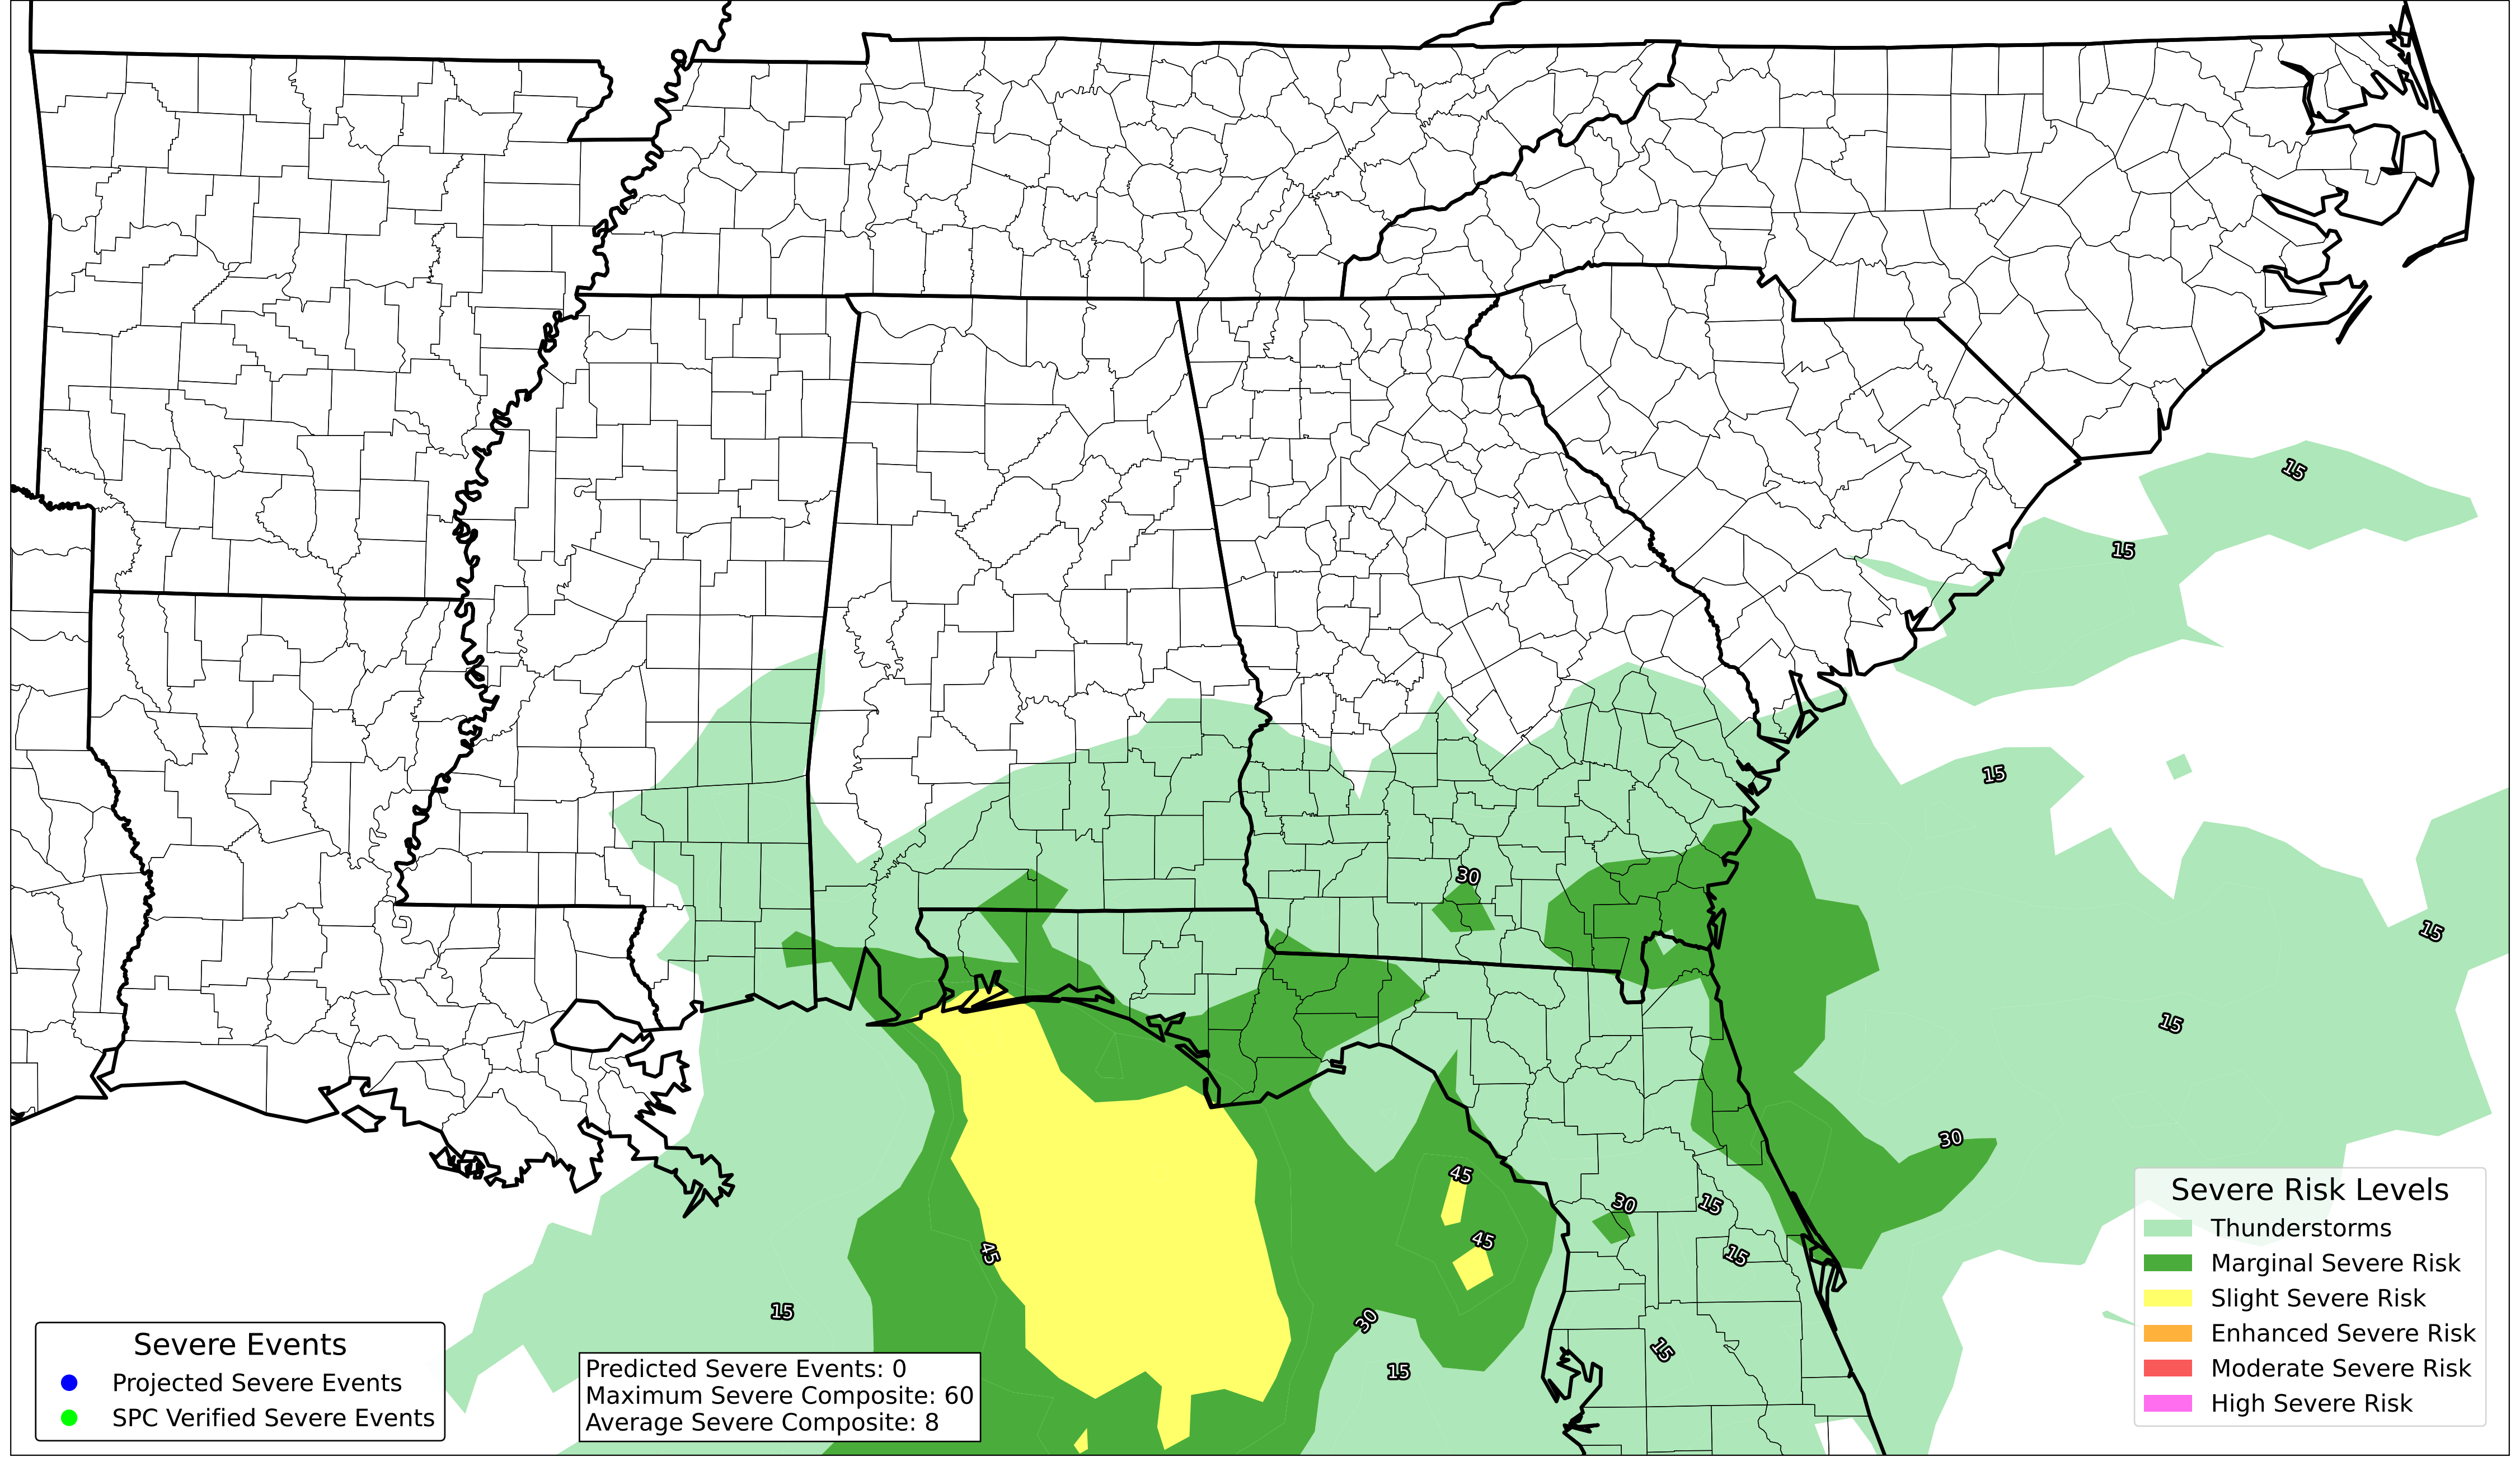 15
15
15
30
15
15
30
45
30
15
45
15
45
15
30
15
15
Severe Risk Levels
Thunderstorms
Marginal Severe Risk
Slight Severe Risk
Enhanced Severe Risk
Moderate Severe Risk
High Severe Risk
Severe Events
Projected Severe Events
SPC Verified Severe Events
Predicted Severe Events: 0
Maximum Severe Composite: 60
Average Severe Composite: 8